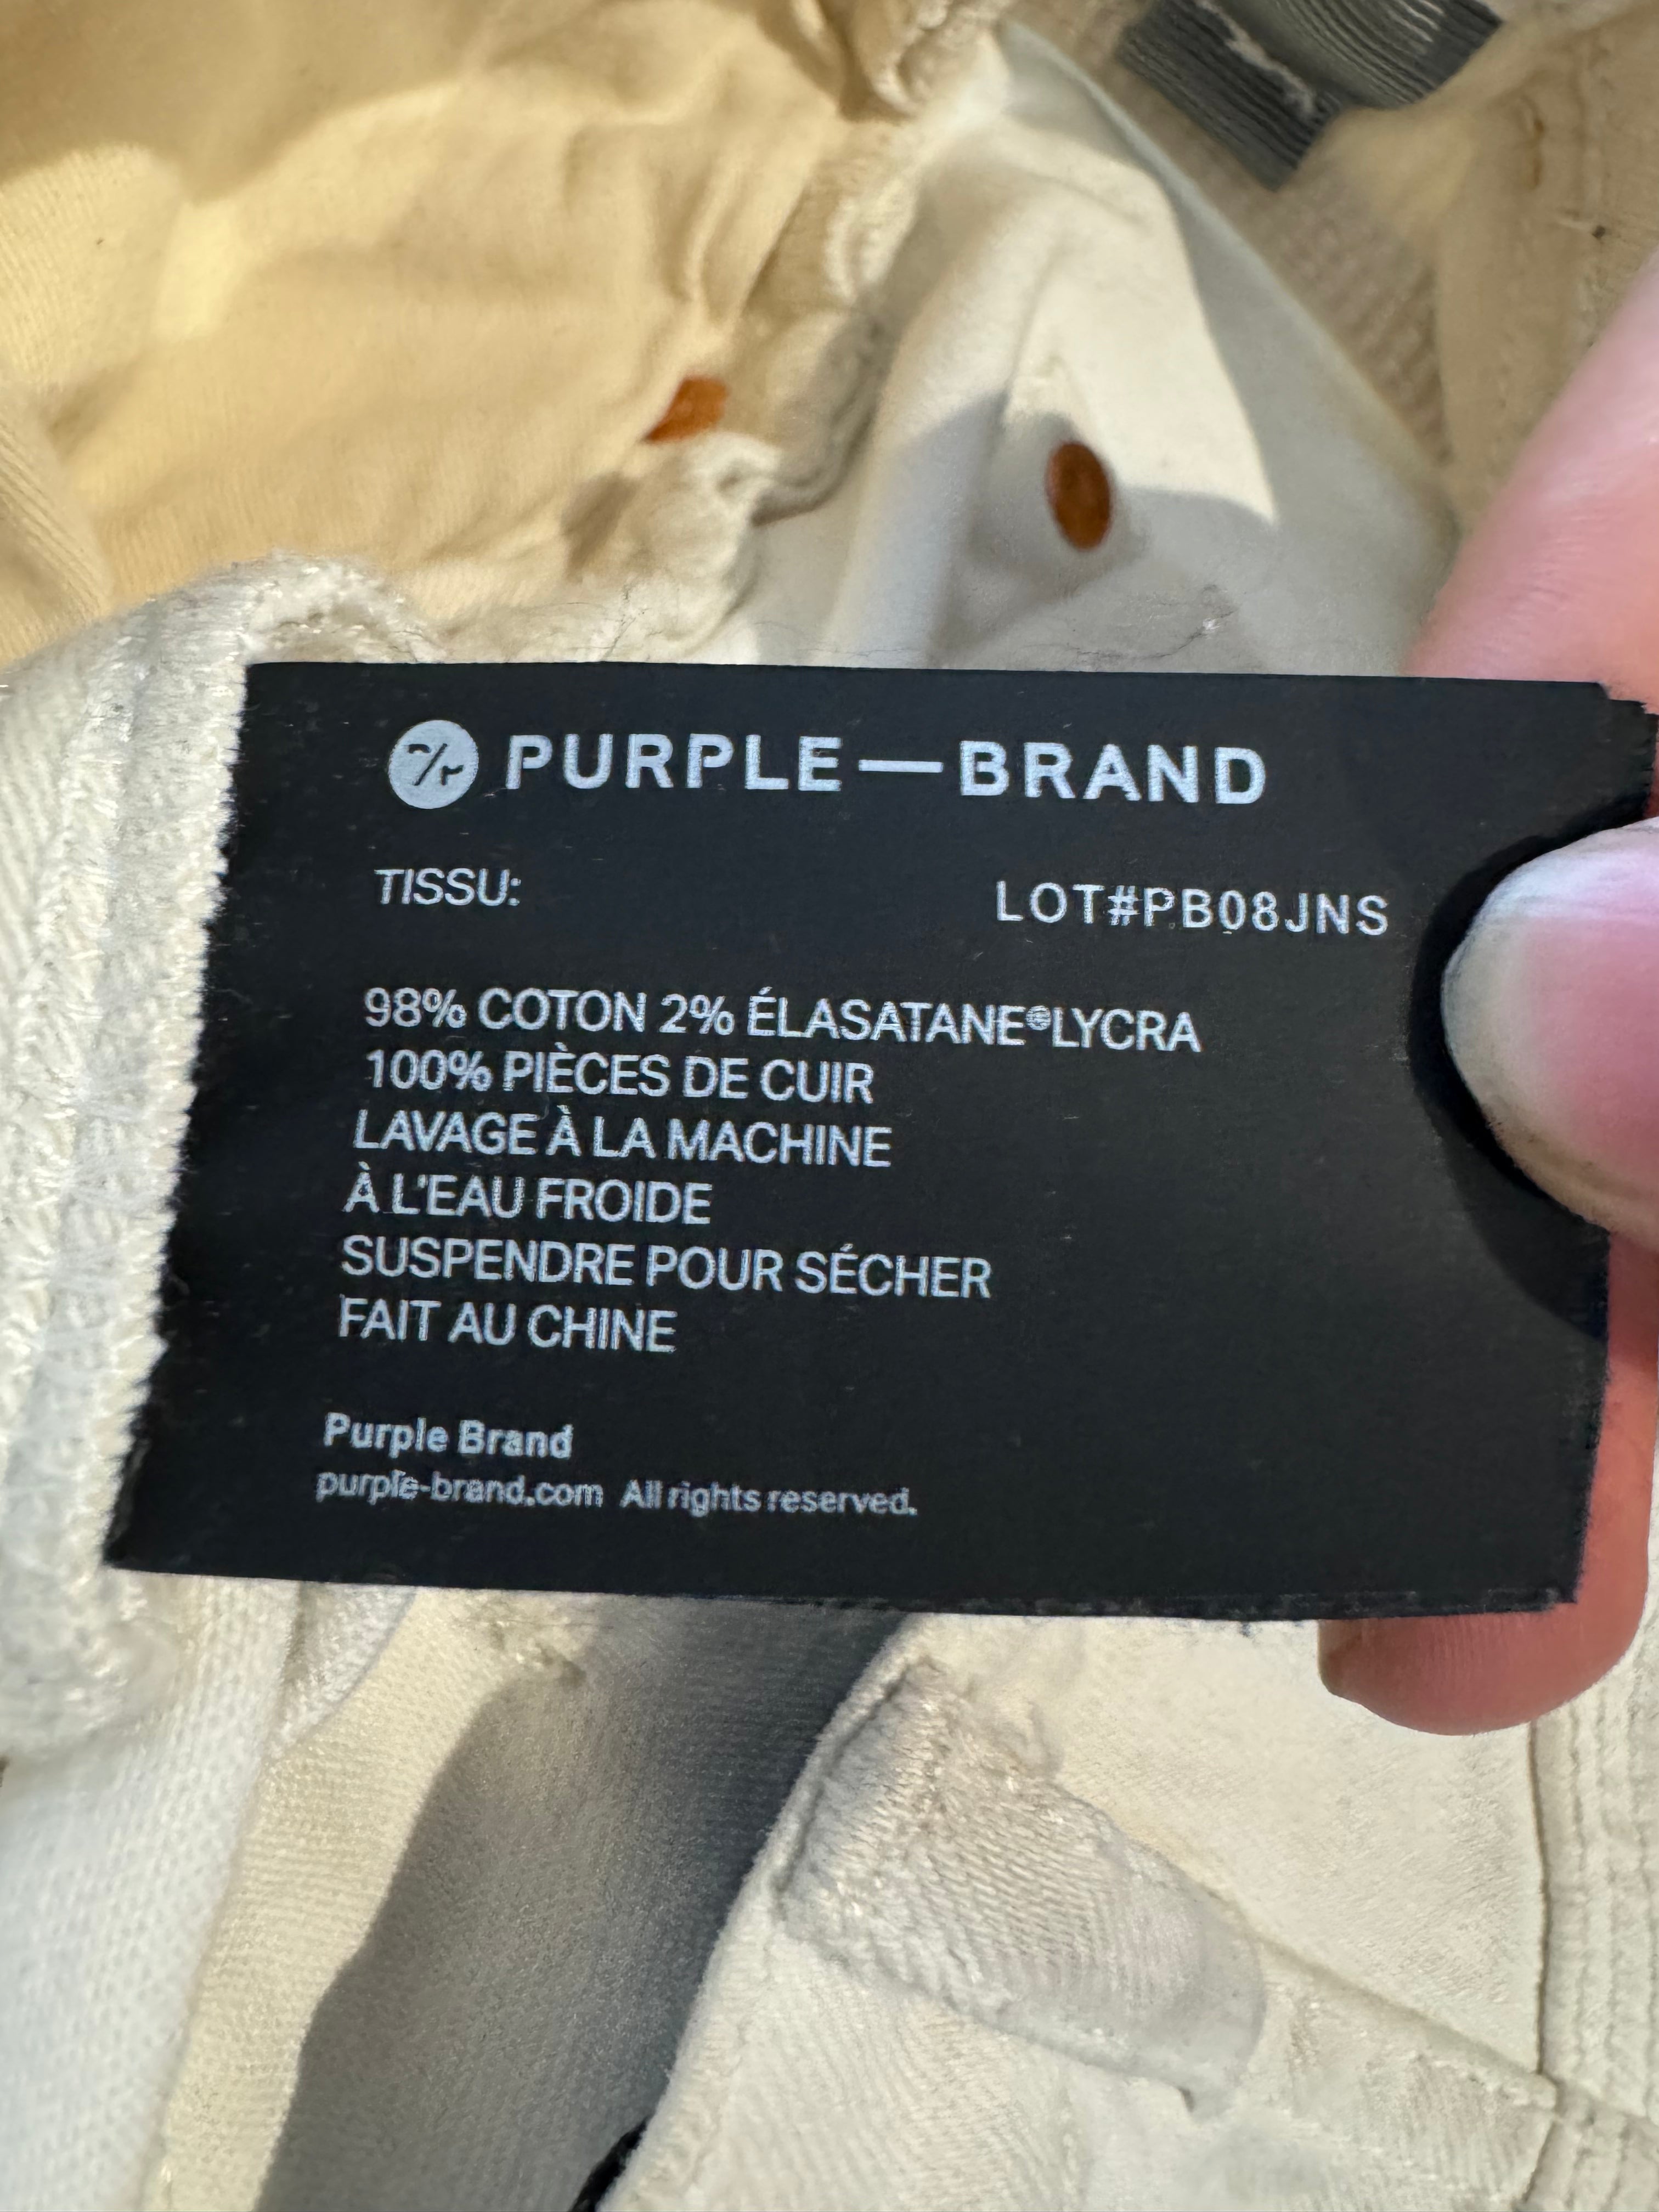 PURPLE—BRAND
TISSU:
LOT#PB08JNS
98% COTON 2% ÉLASATANE®LYCRA
100% PIÈCES DE CUIR
LAVAGE À LA MACHINE
À L'EAU FROIDE
SUSPENDRE POUR SÉCHER
FAIT AU CHINE
Purple Brand
purple-brand.com All rights reserved.